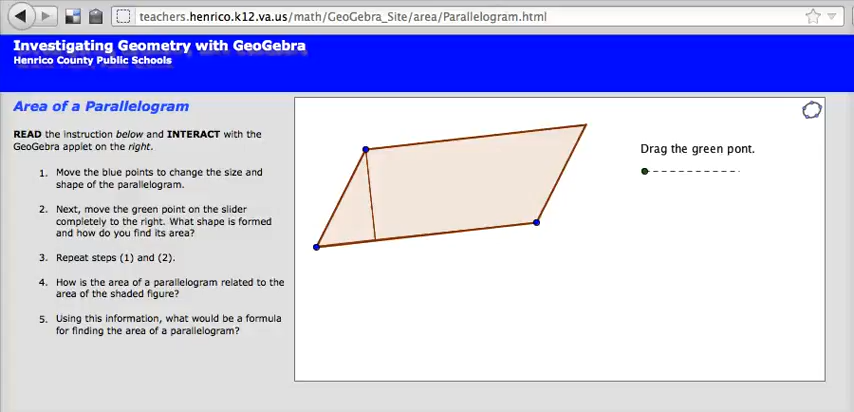 teachers.henrico.k12.va.us/math/GeoGebra_Site/area/Parallelogram.html
Investigating Geometry with GeoGebra
Henrico County Public Schools
Area of a Parallelogram
READ the instruction below and INTERACT with the
GeoGebra applet on the right.
1. Move the blue points to change the size and
shape of the parallelogram.
2. Next, move the green point on the slider
completely to the right. What shape is formed
and how do you find its area?
3. Repeat steps (1) and (2).
4. How is the area of a parallelogram related to the
area of the shaded figure?
5. Using this information, what would be a formula
for finding the area of a parallelogram?
Drag the green pont.